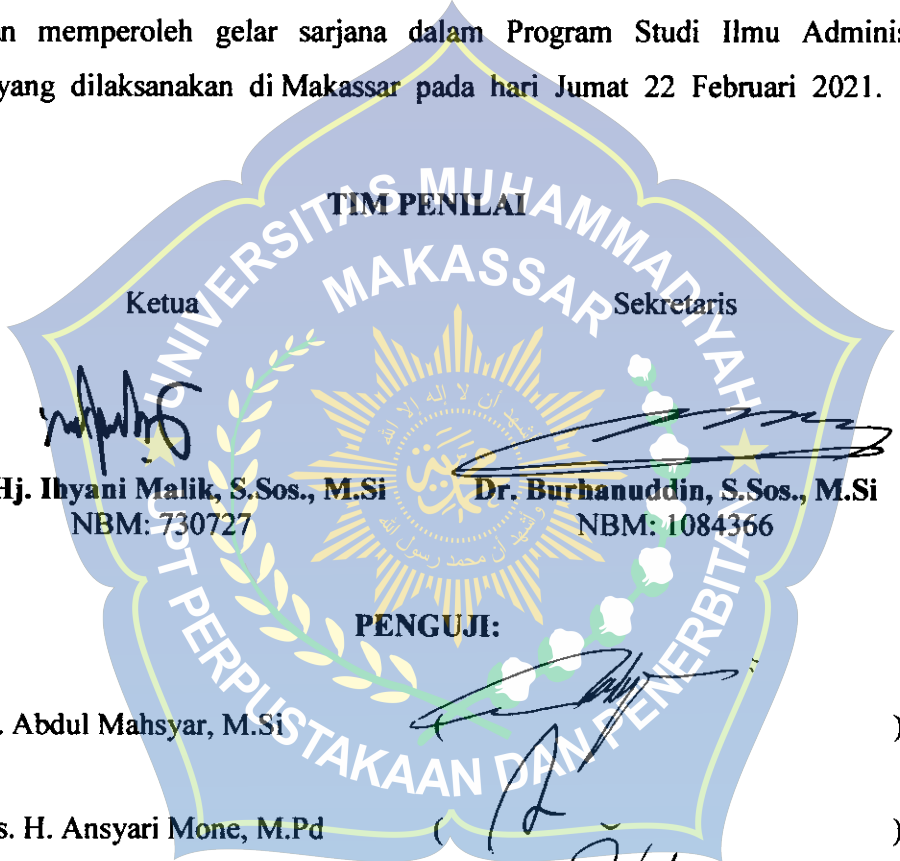 an memperoleh gelar sarjana dalam Program Studi Ilmu Adminis
yang dilaksanakan di Makassar pada hari Jumat 22 Februari 2021.
UNIVERSITAS MUHAMMADIYAH
MAKASSAR
TIM PENILAI
Ketua Sekretaris
Hj. Ihyani Malik, S.Sos., M.Si Dr. Burhanuddin, S.Sos., M.Si
NBM: 730727 NBM: 1084366
PENGUJI:
. Abdul Mahsyar, M.Si ( )
s. H. Ansyari Mone, M.Pd ( )
UPT PERPUSTAKAAN DAN PENERBITAN